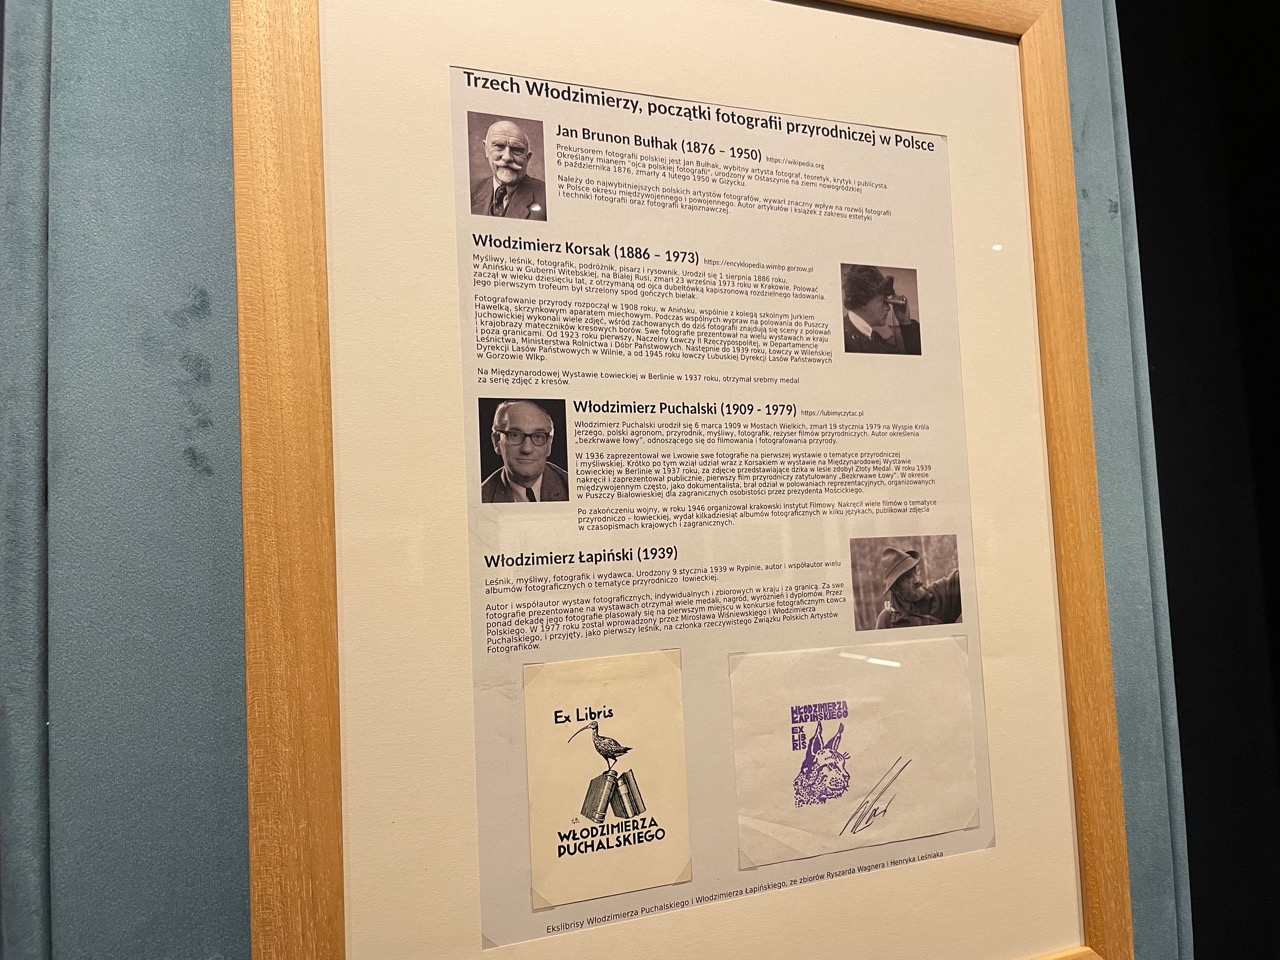 Trzech Włodzimierzy, początki fotografii przyrodniczej w Polsce
Jan Brunon Bułhak (1876 – 1950) https://wikipedia.org
Prekursorem fotografii polskiej jest Jan Bułhak, wybitny artysta fotograf, teoretyk, krytyk i publicysta.
Określany mianem "ojca polskiej fotografii", urodzony w Ostaszynie na ziemi nowogródzkiej
6 października 1876, zmarły 4 lutego 1950 w Giżycku.
Należy do najwybitniejszych polskich artystów fotografów, wywarł znaczny wpływ na rozwój fotografii
w Polsce okresu międzywojennego i powojennego. Autor artykułów i książek z zakresu estetyki
i techniki fotografii oraz fotografii krajoznawczej.
Włodzimierz Korsak (1886 – 1973) https://encyklopedia.wimbp.gorzow.pl
Myśliwy, leśnik, fotografik, podróżnik, pisarz i rysownik. Urodził się 1 sierpnia 1886 roku,
w Anińsku w Guberni Witebskiej, na Białej Rusi, zmarł 23 września 1973 roku w Krakowie. Polować
zaczął w wieku dziesięciu lat, z otrzymaną od ojca dubeltówką kapiszonową rozdzielnego ładowania.
Jego pierwszym trofeum był strzelony spod gończych bielak.
Fotografowanie przyrody rozpoczął w 1908 roku, w Anińsku, wspólnie z kolegą szkolnym Jurkiem
Hawelką, skrzynkowym aparatem miechowym. Podczas wspólnych wypraw na polowania do Puszczy
Juchowickiej wykonali wiele zdjęć, wśród zachowanych do dziś fotografii znajdują się sceny z polowań
i krajobrazy mateczników kresowych borów. Swe fotografie prezentował na wielu wystawach w kraju
i poza granicami. Od 1923 roku pierwszy, Naczelny Łowczy II Rzeczypospolitej, w Departamencie
Leśnictwa, Ministerstwa Rolnictwa i Dóbr Państwowych. Następnie do 1939 roku, Łowczy w Wileńskiej
Dyrekcji Lasów Państwowych w Wilnie, a od 1945 roku łowczy Lubuskiej Dyrekcji Lasów Państwowych
w Gorzowie Wlkp.
Na Międzynarodowej Wystawie Łowieckiej w Berlinie w 1937 roku, otrzymał srebrny medal
za serię zdjęć z kresów.
Włodzimierz Puchalski (1909 - 1979) https://lubimyczytac.pl
Włodzimierz Puchalski urodził się 6 marca 1909 w Mostach Wielkich, zmarł 19 stycznia 1979 na Wyspie Króla
Jerzego, polski agronom, przyrodnik, myśliwy, fotografik, reżyser filmów przyrodniczych. Autor określenia
„bezkrwawe łowy”, odnoszącego się do filmowania i fotografowania przyrody.
W 1936 zaprezentował we Lwowie swe fotografie na pierwszej wystawie o tematyce przyrodniczej
i myśliwskiej. Krótko po tym wziął udział wraz z Korsakiem w wystawie na Międzynarodowej Wystawie
Łowieckiej w Berlinie w 1937 roku, za zdjęcie przedstawiające dzika w lesie zdobył Złoty Medal. W roku 1939
nakręcił i zaprezentował publicznie, pierwszy film przyrodniczy zatytułowany „Bezkrwawe Łowy”. W okresie
międzywojennym często, jako dokumentalista, brał odział w polowaniach reprezentacyjnych, organizowanych
w Puszczy Białowieskiej dla zagranicznych osobistości przez prezydenta Mościckiego.
Po zakończeniu wojny, w roku 1946 organizował krakowski Instytut Filmowy. Nakręcił wiele filmów o tematyce
przyrodniczo – łowieckiej, wydał kilkadziesiąt albumów fotograficznych w kilku językach, publikował zdjęcia
w czasopismach krajowych i zagranicznych.
Włodzimierz Łapiński (1939)
Leśnik, myśliwy, fotografik i wydawca. Urodzony 9 stycznia 1939 w Rypinie, autor i współautor wielu
albumów fotograficznych o tematyce przyrodniczo łowieckiej.
Autor i współautor wystaw fotograficznych, indywidualnych i zbiorowych w kraju i za granicą. Za swe
fotografie prezentowane na wystawach otrzymał wiele medali, nagród, wyróżnień i dyplomów. Przez
ponad dekadę jego fotografie plasowały się na pierwszym miejscu w konkursie fotograficznym Łowca
Polskiego. W 1977 roku został wprowadzony przez Mirosława Wiśniewskiego i Włodzimierza
Puchalskiego, i przyjęty, jako pierwszy leśnik, na członka rzeczywistego Związku Polskich Artystów
Fotografików.
Ex Libris
WŁODZIMIERZA
PUCHALSKIEGO
WŁODZIMIERZA
ŁAPIŃSKIEGO
EX
LIB
RIS
Ekslibrisy Włodzimierza Puchalskiego i Włodzimierza Łapińskiego, ze zbiorów Ryszarda Wagnera i Henryka Leśniaka